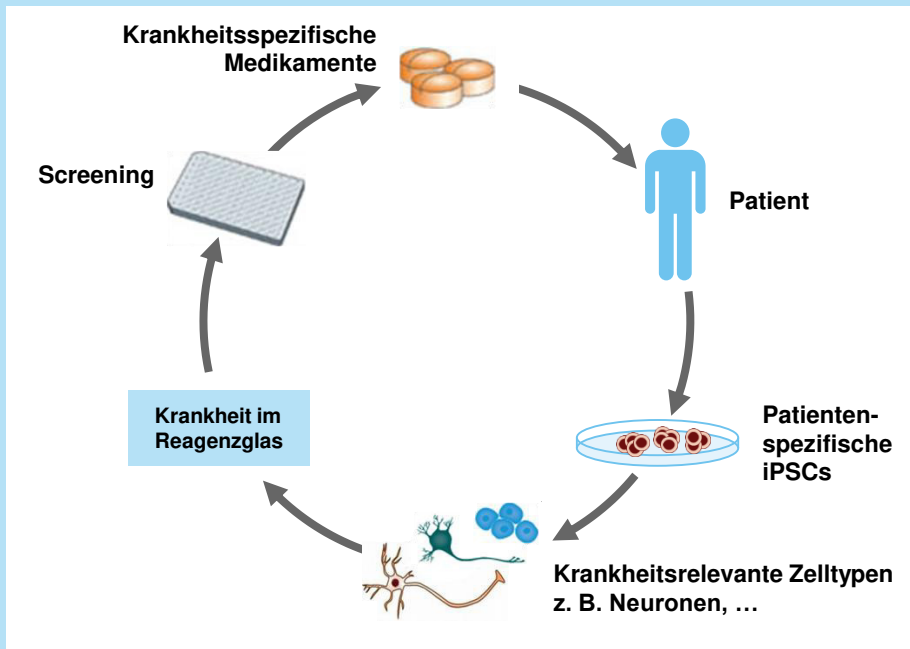 Krankheitsspezifische
Medikamente
Screening
Patient
Krankheit im
Reagenzglas
Patienten-
spezifische
iPSCs
Krankheitsrelevante Zelltypen
z. B. Neuronen, …